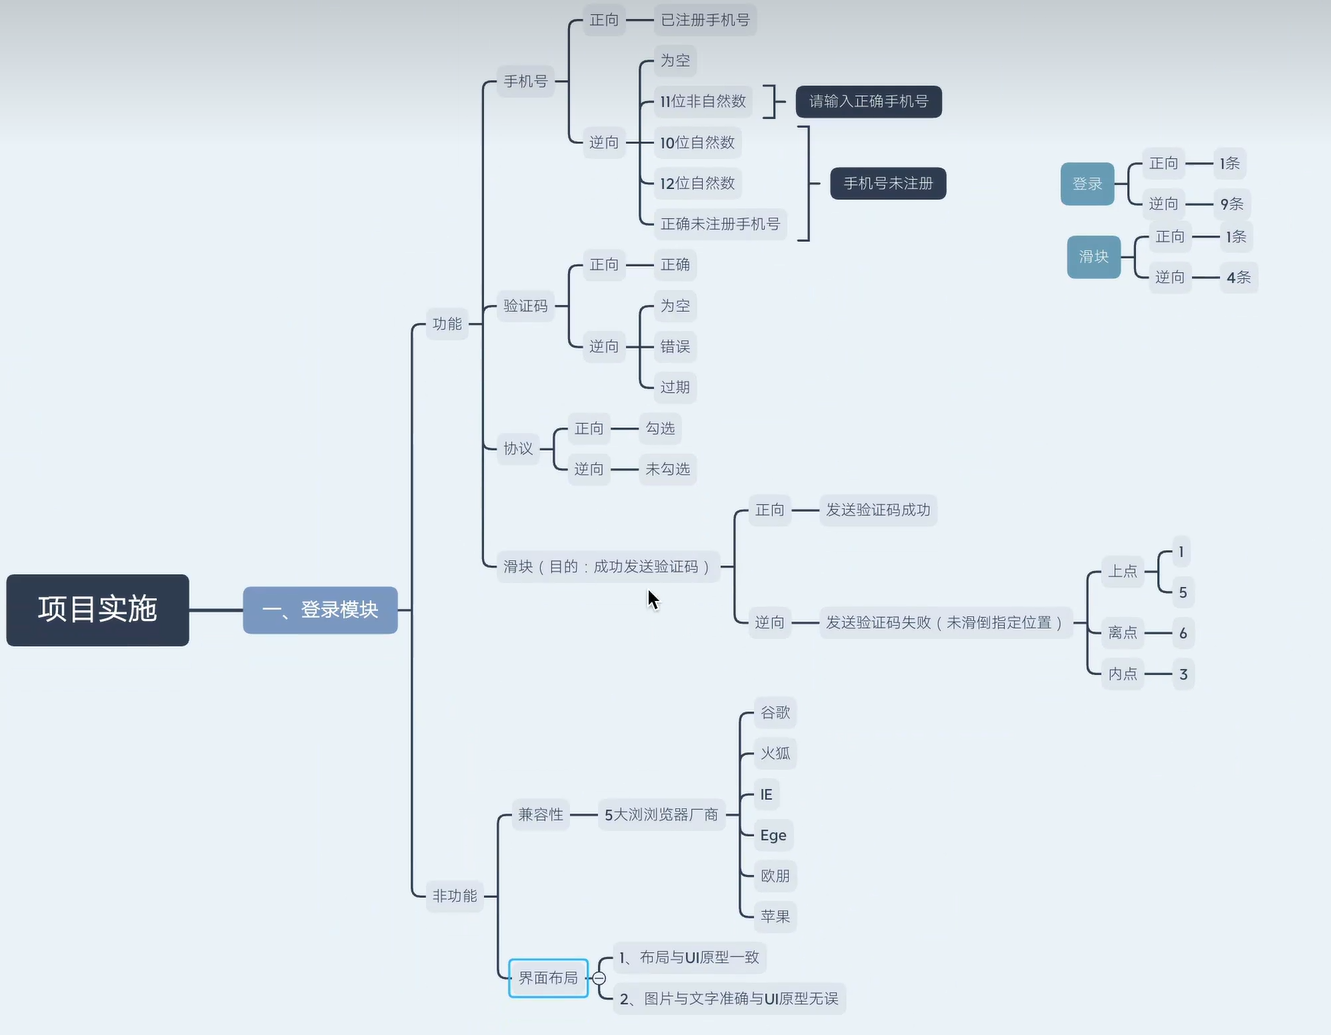 项目实施
一、登录模块
功能
手机号
正向
已注册手机号
逆向
为空
11位非自然数
请输入正确手机号
10位自然数
12位自然数
正确未注册手机号
手机号未注册
验证码
正向
正确
逆向
为空
错误
过期
协议
正向
勾选
逆向
未勾选
滑块（目的：成功发送验证码）
正向
发送验证码成功
逆向
发送验证码失败（未滑倒指定位置）
上点
1
5
离点
6
内点
3
非功能
兼容性
5大浏浏览器厂商
谷歌
火狐
IE
Ege
欧朋
苹果
界面布局
1、布局与UI原型一致
2、图片与文字准确与UI原型无误
登录
正向
1条
逆向
9条
滑块
正向
1条
逆向
4条